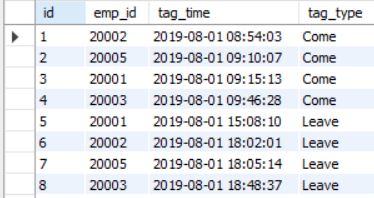 id emp_id tag_time tag_type
1 20002 2019-08-01 08:54:03 Come
2 20005 2019-08-01 09:10:07 Come
3 20001 2019-08-01 09:15:13 Come
4 20003 2019-08-01 09:46:28 Come
5 20001 2019-08-01 15:08:10 Leave
6 20002 2019-08-01 18:02:01 Leave
7 20005 2019-08-01 18:05:14 Leave
8 20003 2019-08-01 18:48:37 Leave